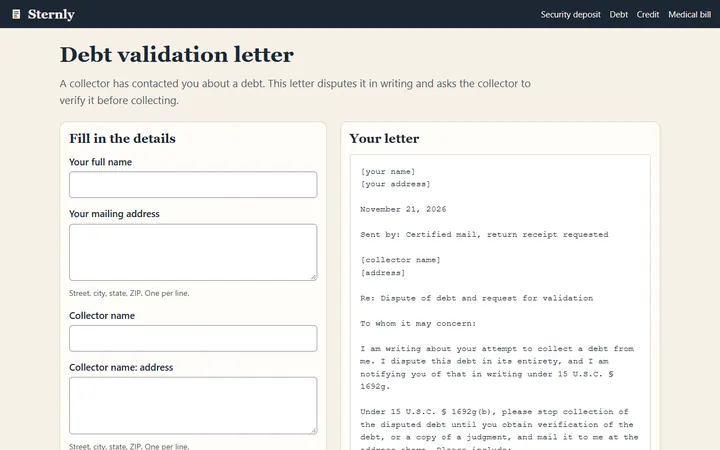 Sternly
Security deposit Debt Credit Medical bill
Debt validation letter
A collector has contacted you about a debt. This letter disputes it in writing and asks the collector to
verify it before collecting.
Fill in the details
Your full name
Your mailing address
Street, city, state, ZIP. One per line.
Collector name
Collector name: address
Street, city, state, ZIP. One per line.
Your letter
[your name]
[your address]
November 21, 2026
Sent by: Certified mail, return receipt requested
[collector name]
[address]
Re: Dispute of debt and request for validation
To whom it may concern:
I am writing about your attempt to collect a debt from
me. I dispute this debt in its entirety, and I am
notifying you of that in writing under 15 U.S.C. §
1692g.
Under 15 U.S.C. § 1692g(b), please stop collection of
the disputed debt until you obtain verification of the
debt, or a copy of a judgment, and mail it to me at the
address above. Please include: